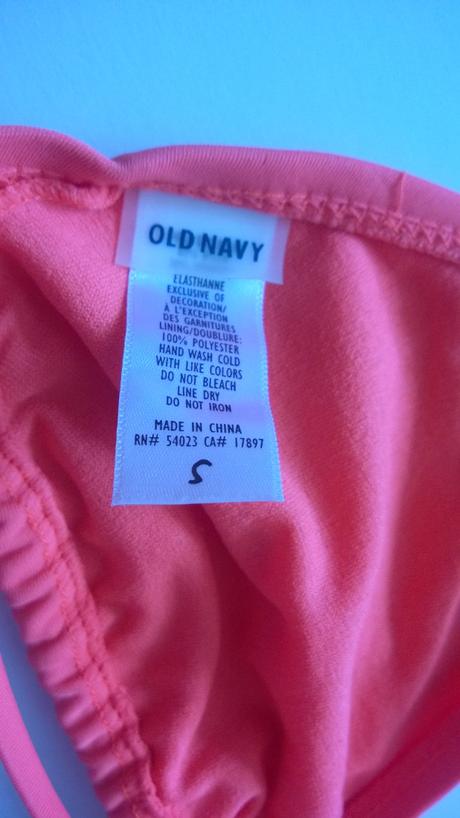 OLD NAVY
ELASTHANNE
EXCLUSIVE OF
DECORATION/
À L'EXCEPTION
DES GARNITURES
LINING/DOUBLURE:
100% POLYESTER
HAND WASH COLD
WITH LIKE COLORS
DO NOT BLEACH
LINE DRY
DO NOT IRON
MADE IN CHINA
RN# 54023 CA# 17897
S